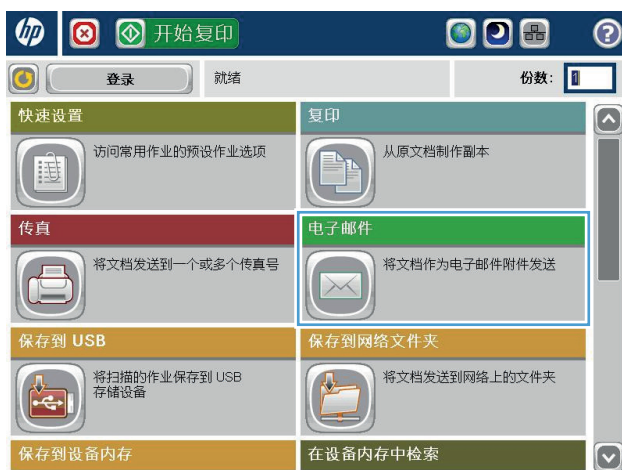 hp 开始复印 ?
登录 就绪 份数: 1
快速设置 复印
访问常用作业的预设作业选项 从原文档制作副本
传真 电子邮件
将文档发送到一个或多个传真号 将文档作为电子邮件附件发送
保存到 USB 保存到网络文件夹
将扫描的作业保存到 USB 将文档发送到网络上的文件夹
存储设备
保存到设备内存 在设备内存中检索